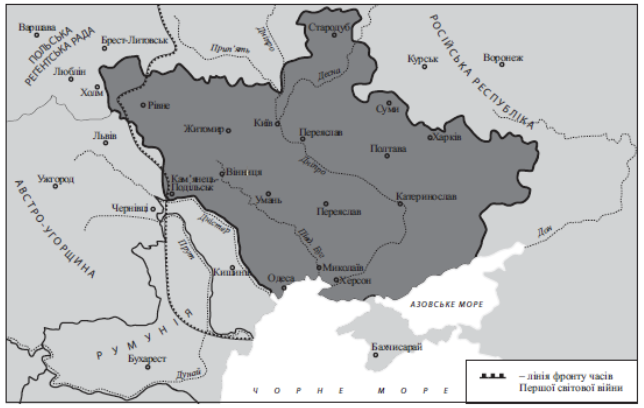 Варшава
ПОЛЬСЬКА
РЕГЕНТСЬКА РАДА
Брест-Литовськ
Прип'ять
Дніпро
Стародуб
РОСІЙСЬКА РЕСПУБЛІКА
Курськ
Воронеж
Люблін
Холм
Десна
Рівне
Суми
Житомир
Київ
Переяслав
Харків
Львів
Полтава
Ужгород
АВСТРО-УГОРЩИНА
Кам'янець-
Подільськ
Вінниця
Дніпро
Умань
Переяслав
Катеринослав
Чернівці
Дністер
Прут
Півд. Буг
Дон
Кишинів
Миколаїв
Одеса
Херсон
АЗОВСЬКЕ МОРЕ
РУМУНІЯ
Бухарест
Дунай
Бахчисарай
ЧОРНЕ МОРЕ
– лінія фронту часів
Першої світової війни